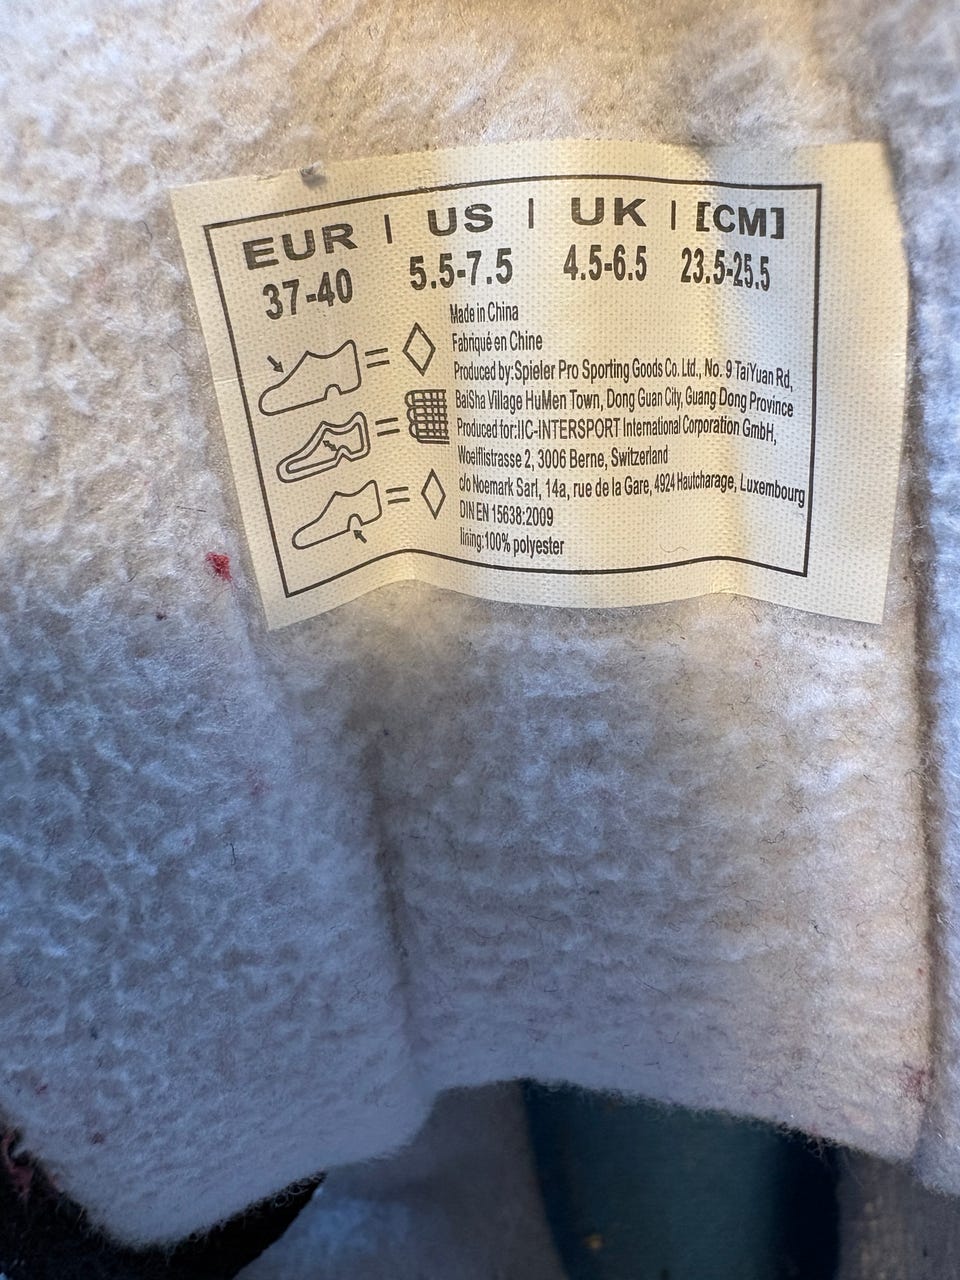 EUR | US | UK | [CM]
37-40 5.5-7.5 4.5-6.5 23.5-25.5
Made in China
Fabriqué en Chine
Produced by:Spieler Pro Sporting Goods Co. Ltd., No. 9 TaiYuan Rd,
BaiSha Village HuMen Town, Dong Guan City, Guang Dong Province
Produced for:IIC-INTERSPORT International Corporation GmbH,
Woelflistrasse 2, 3006 Berne, Switzerland
c/o Noemark Sarl, 14a, rue de la Gare, 4924 Hautcharage, Luxembourg
DIN EN 15638:2009
lining:100% polyester